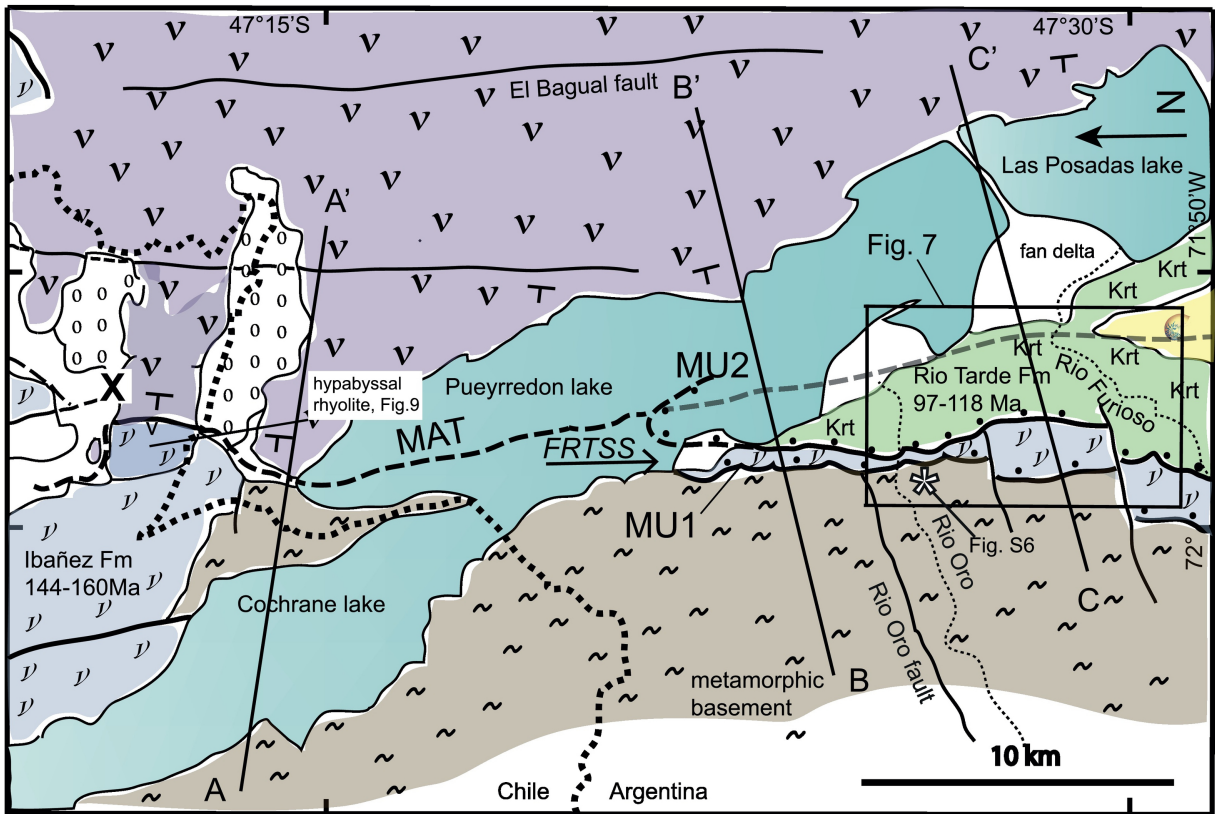 47°15’S
47°30’S
C’
El Bagual fault
B’
N
Las Posadas lake
71°50’W
A’
Fig. 7
fan delta
Krt
Krt
Krt
Krt
Krt
Krt
X
hypabyssal
rhyolite, Fig.9
Pueyrredon lake
MU2
MAT
FRTSS
Rio Tarde Fm
97-118 Ma
Rio Furioso
MU1
Fig. S6
Rio Oro
72°
Ibañez Fm
144-160Ma
Cochrane lake
Rio Oro fault
C
metamorphic
basement
B
10 km
A
Chile
Argentina